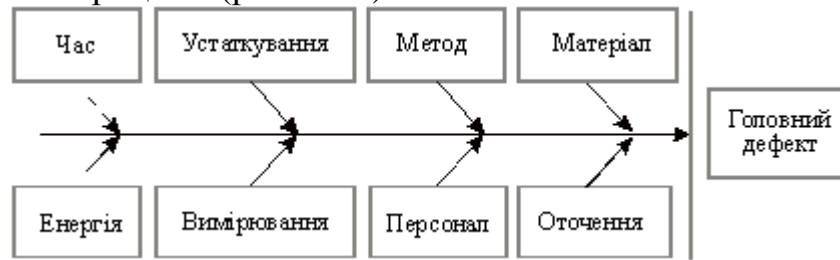 Час
Устаткування
Метод
Матеріал
Головний
дефект
Енергія
Вимірювання
Персонал
Оточення